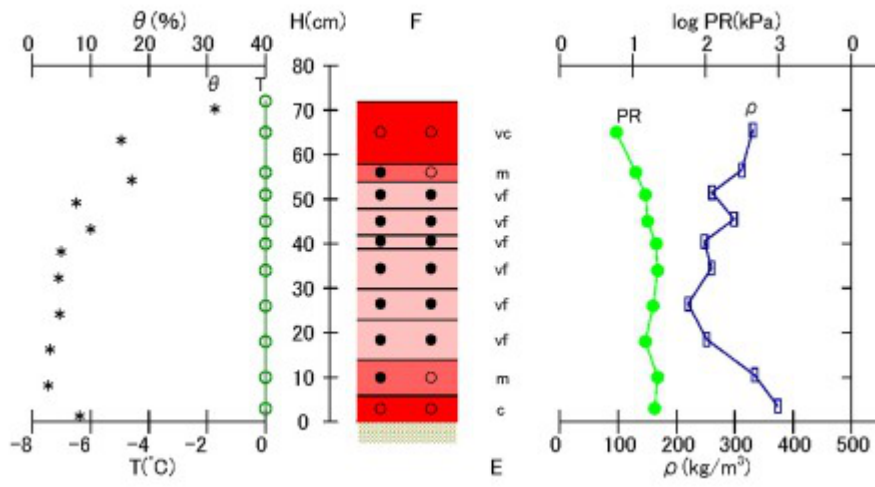 θ (%) H(cm) F log PR(kPa)
0 10 20 30 40 0 1 2 3 0
80
θ T
70 PR ρ
vc
60
m
50 vf
vf
40 vf
vf
30
vf
20
vf
10 m
c
0
-8 -6 -4 -2 0 0 100 200 300 400 500
T(°C) E ρ (kg/m³)